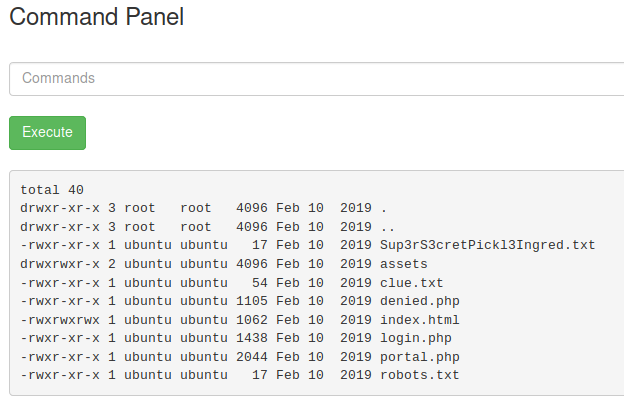 Command Panel
Commands
Execute
total 40
drwxr-xr-x 3 root   root   4096 Feb 10  2019 .
drwxr-xr-x 3 root   root   4096 Feb 10  2019 ..
-rwxr-xr-x 1 ubuntu ubuntu   17 Feb 10  2019 Sup3rS3cretPickl3Ingred.txt
drwxrwxr-x 2 ubuntu ubuntu 4096 Feb 10  2019 assets
-rwxr-xr-x 1 ubuntu ubuntu   54 Feb 10  2019 clue.txt
-rwxr-xr-x 1 ubuntu ubuntu 1105 Feb 10  2019 denied.php
-rwxrwxrwx 1 ubuntu ubuntu 1062 Feb 10  2019 index.html
-rwxr-xr-x 1 ubuntu ubuntu 1438 Feb 10  2019 login.php
-rwxr-xr-x 1 ubuntu ubuntu 2044 Feb 10  2019 portal.php
-rwxr-xr-x 1 ubuntu ubuntu   17 Feb 10  2019 robots.txt